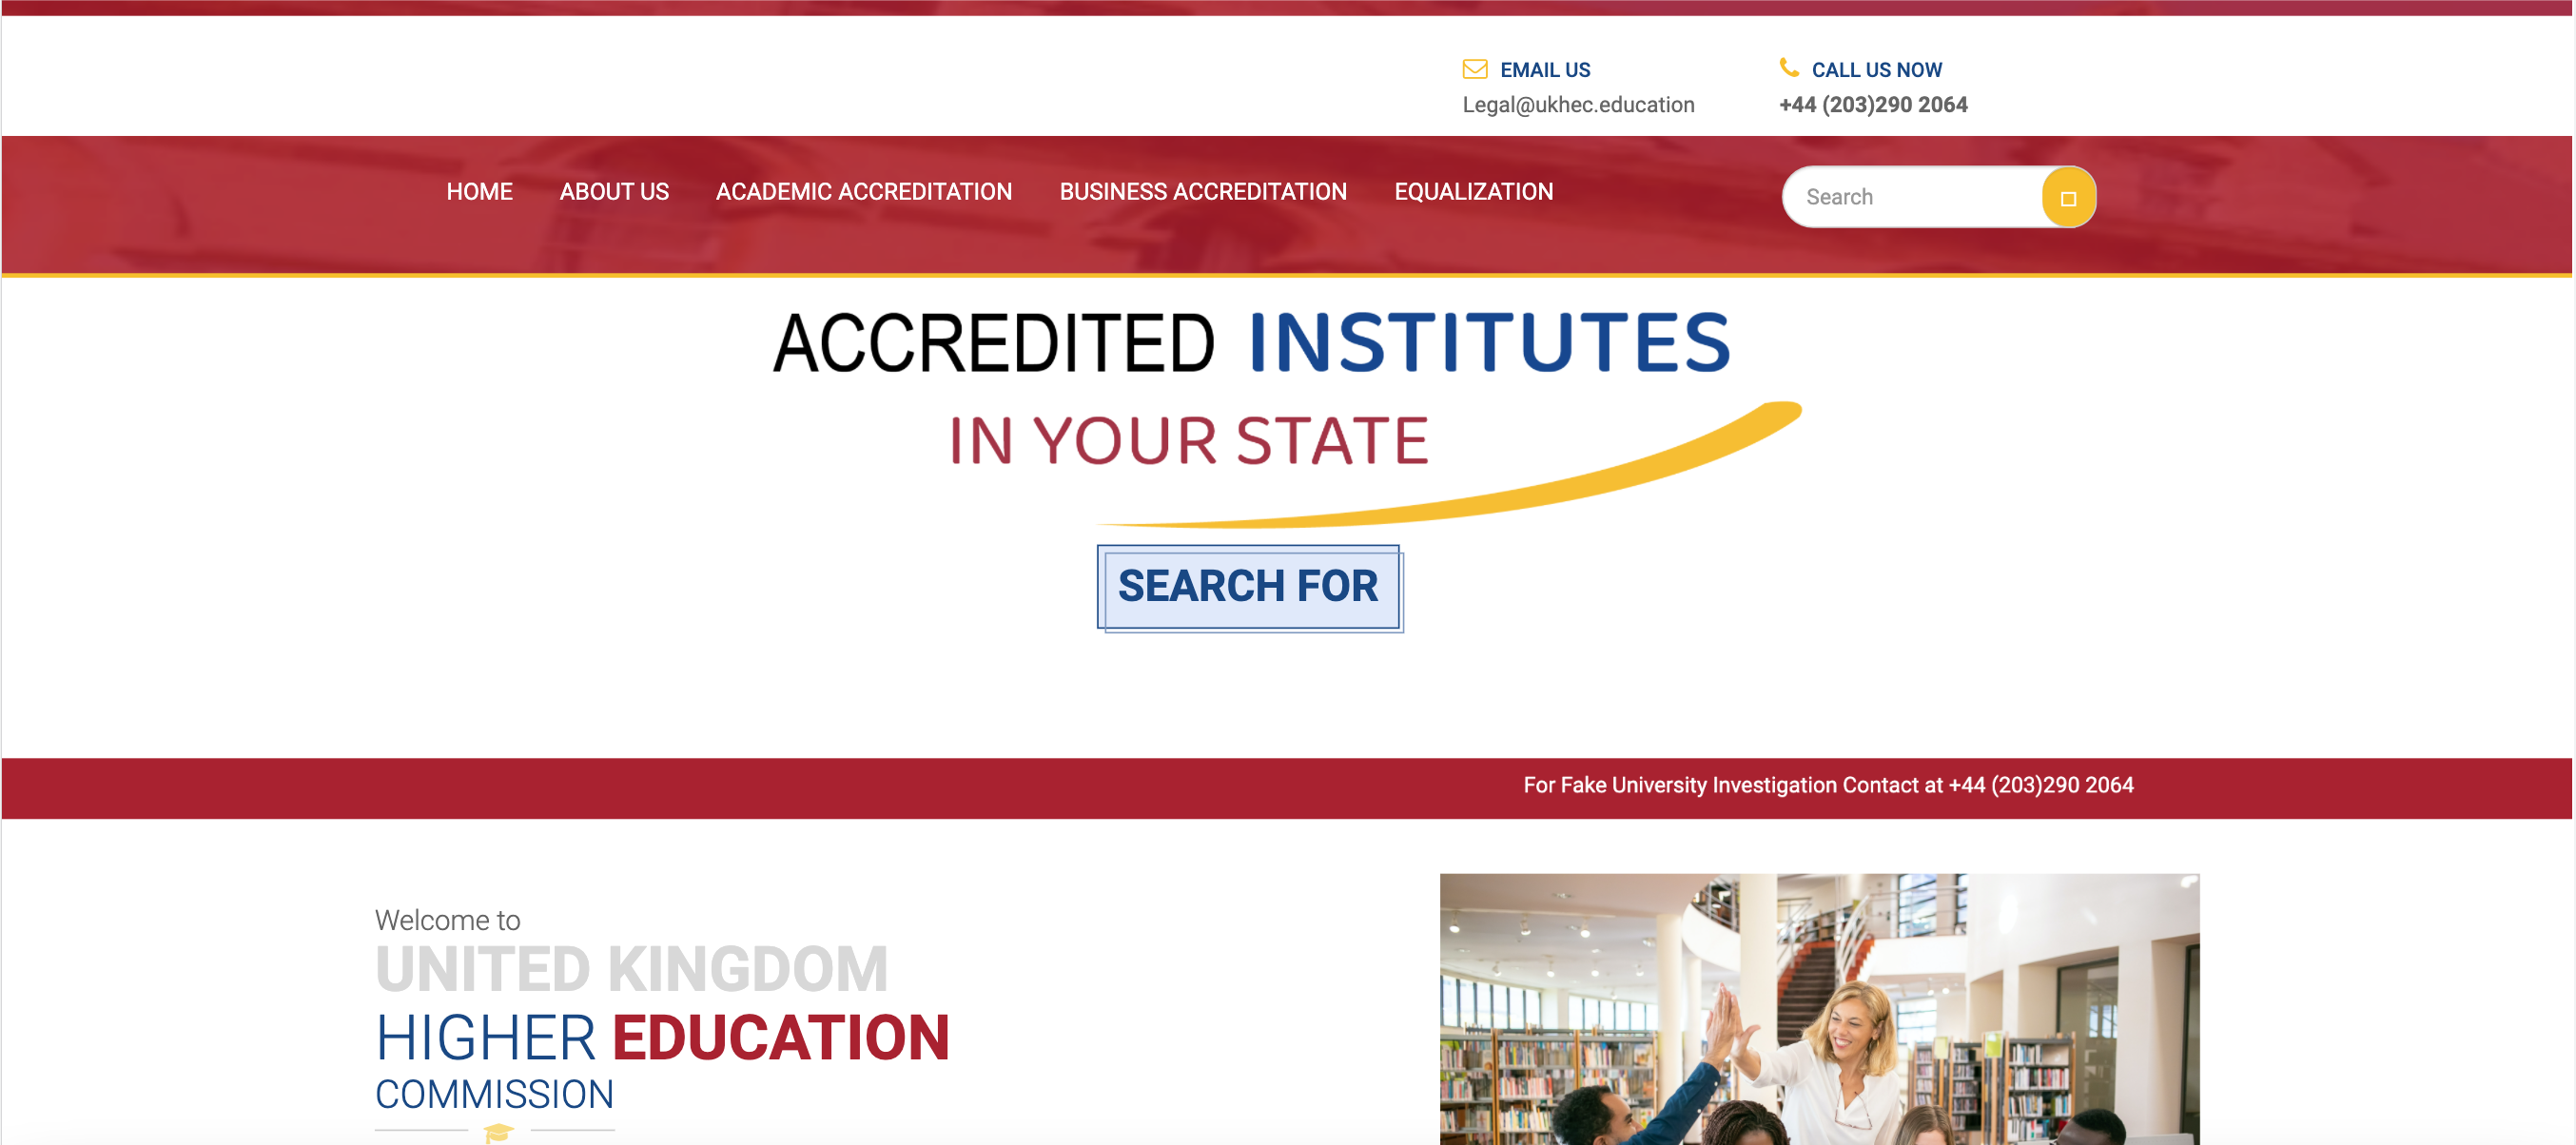 EMAIL US
CALL US NOW
Legal@ukhec.education
+44 (203)290 2064
HOME ABOUT US ACADEMIC ACCREDITATION BUSINESS ACCREDITATION EQUALIZATION
Search
ACCREDITED INSTITUTES
IN YOUR STATE
SEARCH FOR
For Fake University Investigation Contact at +44 (203)290 2064
Welcome to
UNITED KINGDOM
HIGHER EDUCATION
COMMISSION